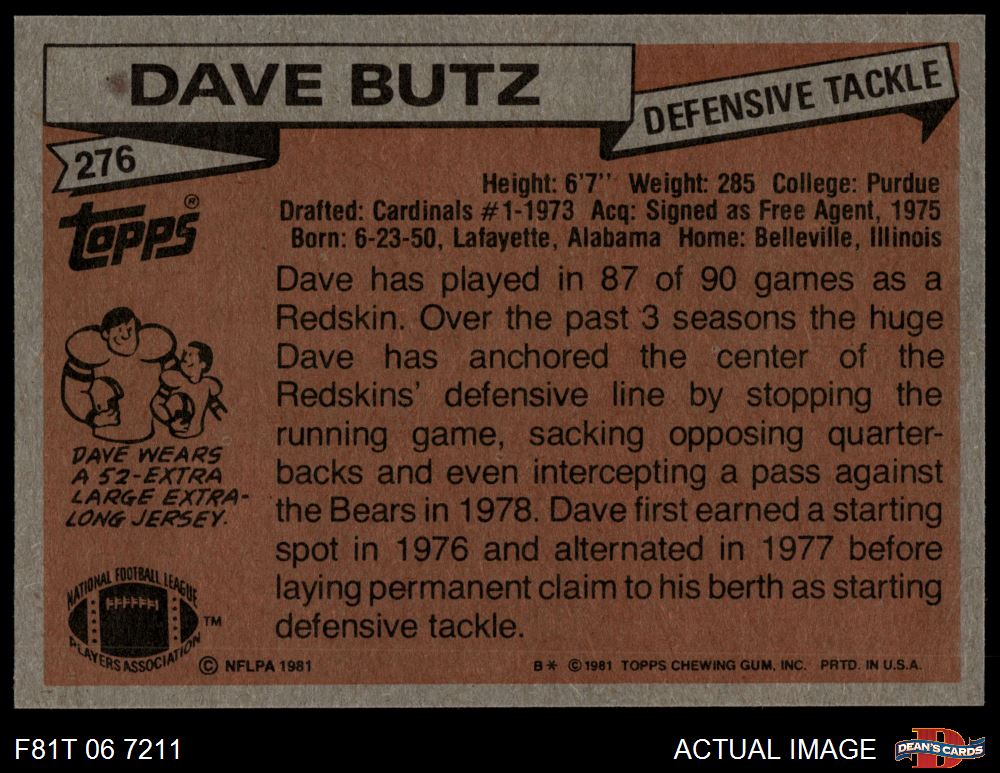 DAVE BUTZ
DEFENSIVE TACKLE
276
topps®
Height: 6'7'' Weight: 285 College: Purdue
Drafted: Cardinals #1-1973 Acq: Signed as Free Agent, 1975
Born: 6-23-50, Lafayette, Alabama Home: Belleville, Illinois
Dave has played in 87 of 90 games as a
Redskin. Over the past 3 seasons the huge
Dave has anchored the center of the
Redskins' defensive line by stopping the
running game, sacking opposing quarter-
backs and even intercepting a pass against
the Bears in 1978. Dave first earned a starting
spot in 1976 and alternated in 1977 before
laying permanent claim to his berth as starting
defensive tackle.
DAVE WEARS
A 52-EXTRA
LARGE EXTRA-
LONG JERSEY.
NATIONAL FOOTBALL LEAGUE
PLAYERS ASSOCIATION
TM
© NFLPA 1981
B* © 1981 TOPPS CHEWING GUM, INC. PRTD. IN U.S.A.
F81T 06 7211
ACTUAL IMAGE
D
DEAN'S CARDS